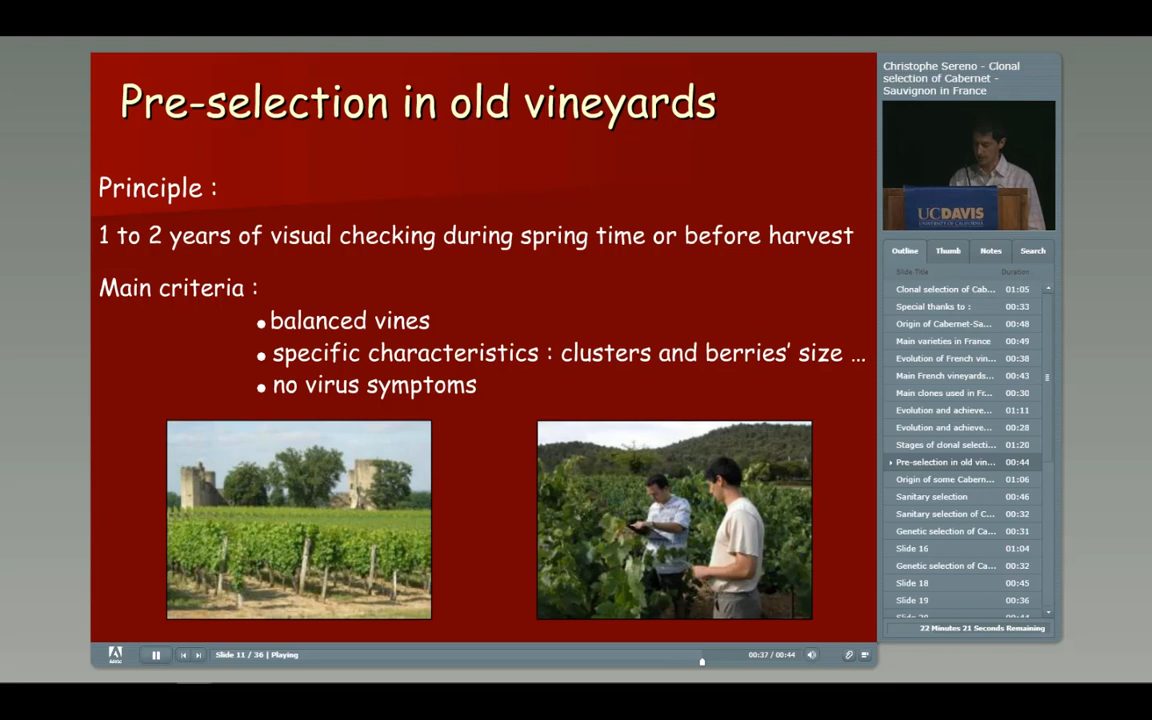 Pre-selection in old vineyards
Principle :
1 to 2 years of visual checking during spring time or before harvest
Main criteria :
• balanced vines
• specific characteristics : clusters and berries’ size ...
• no virus symptoms
Slide 11 / 36 | Playing
00:37 / 00:44
Christophe Sereno - Clonal
selection of Cabernet -
Sauvignon in France
UCDAVIS
UNIVERSITY OF CALIFORNIA
Outline Thumb Notes Search
Slide Title Duration
Clonal selection of Cab... 01:05
Special thanks to : 00:33
Origin of Cabernet-Sa... 00:48
Main varieties in France 00:49
Evolution of French vin... 00:38
Main French vineyards... 00:43
Main clones used in Fr... 00:30
Evolution and achieve... 01:11
Evolution and achieve... 00:27
Stages of clonal selecti... 01:20
Pre-selection in old vin... 00:44
Origin of some Cabern... 01:06
Sanitary selection 00:46
Sanitary selection of C... 00:32
Genetic selection of Ca... 00:31
Slide 16 01:04
Genetic selection of Ca... 00:32
Slide 18 00:45
Slide 19 00:36
22 Minutes 21 Seconds Remaining